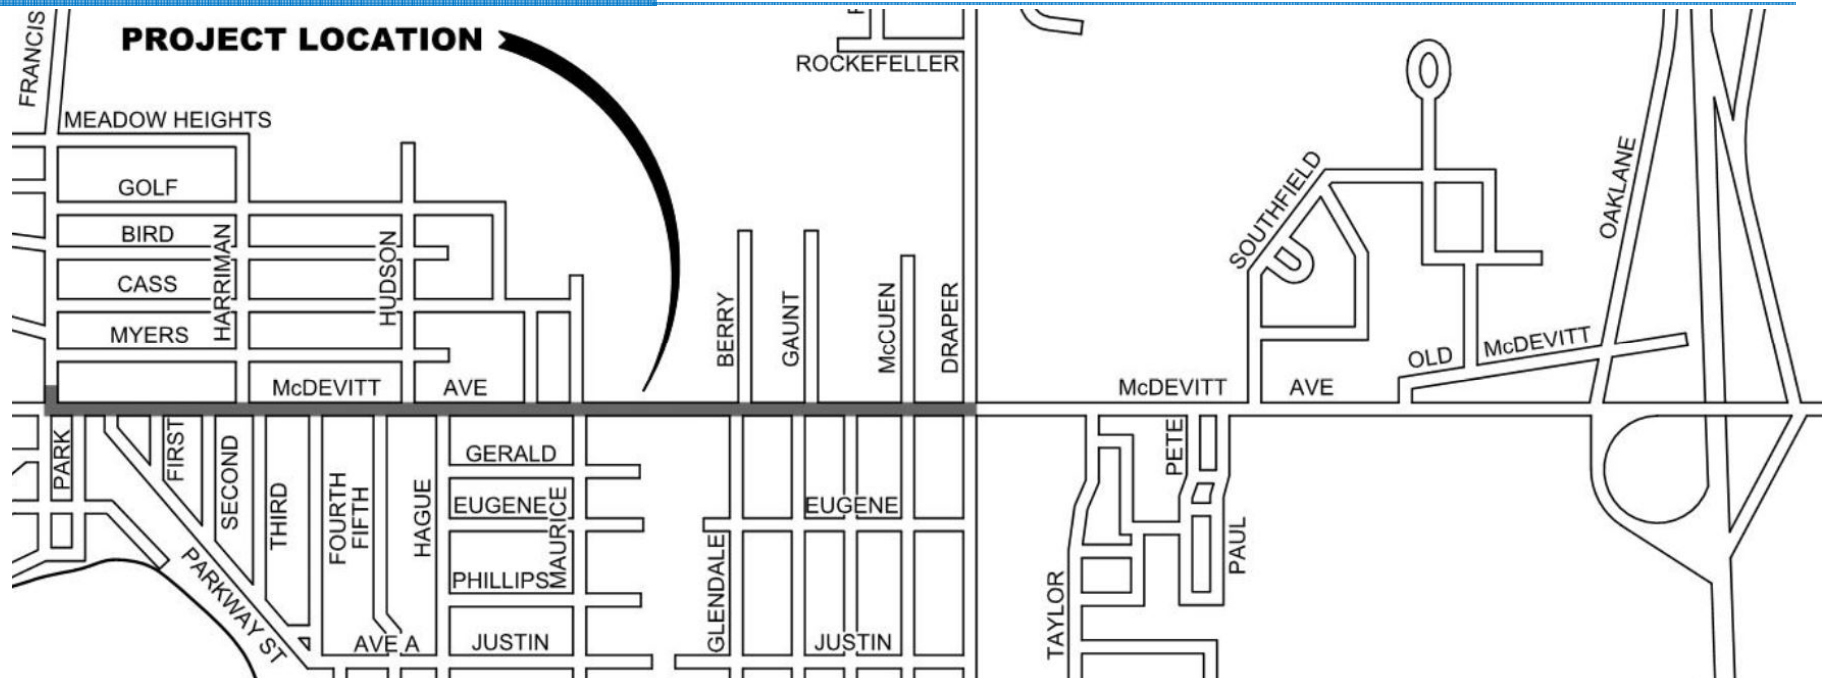 FRANCIS
PROJECT LOCATION
ROCKEFELLER
MEADOW HEIGHTS
GOLF
BIRD
CASS
MYERS
HARRIMAN
HUDSON
BERRY
GAUNT
McCUEN
DRAPER
SOUTHFIELD
OAKLANE
OLD McDEVITT
McDEVITT AVE
McDEVITT AVE
PARK
FIRST
SECOND
THIRD
FOURTH
FIFTH
HAGUE
GERALD
EUGENE
MAURICE
PHILLIPS
JUSTIN
AVE A
PARKWAY ST
GLENDALE
EUGENE
JUSTIN
TAYLOR
PETE
PAUL